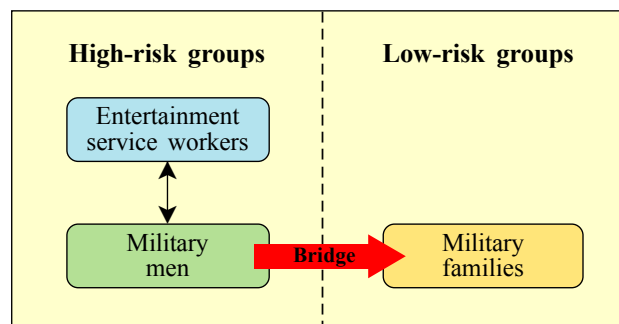 High-risk groups
Low-risk groups
Entertainment
service workers
Military
men
Bridge
Military
families